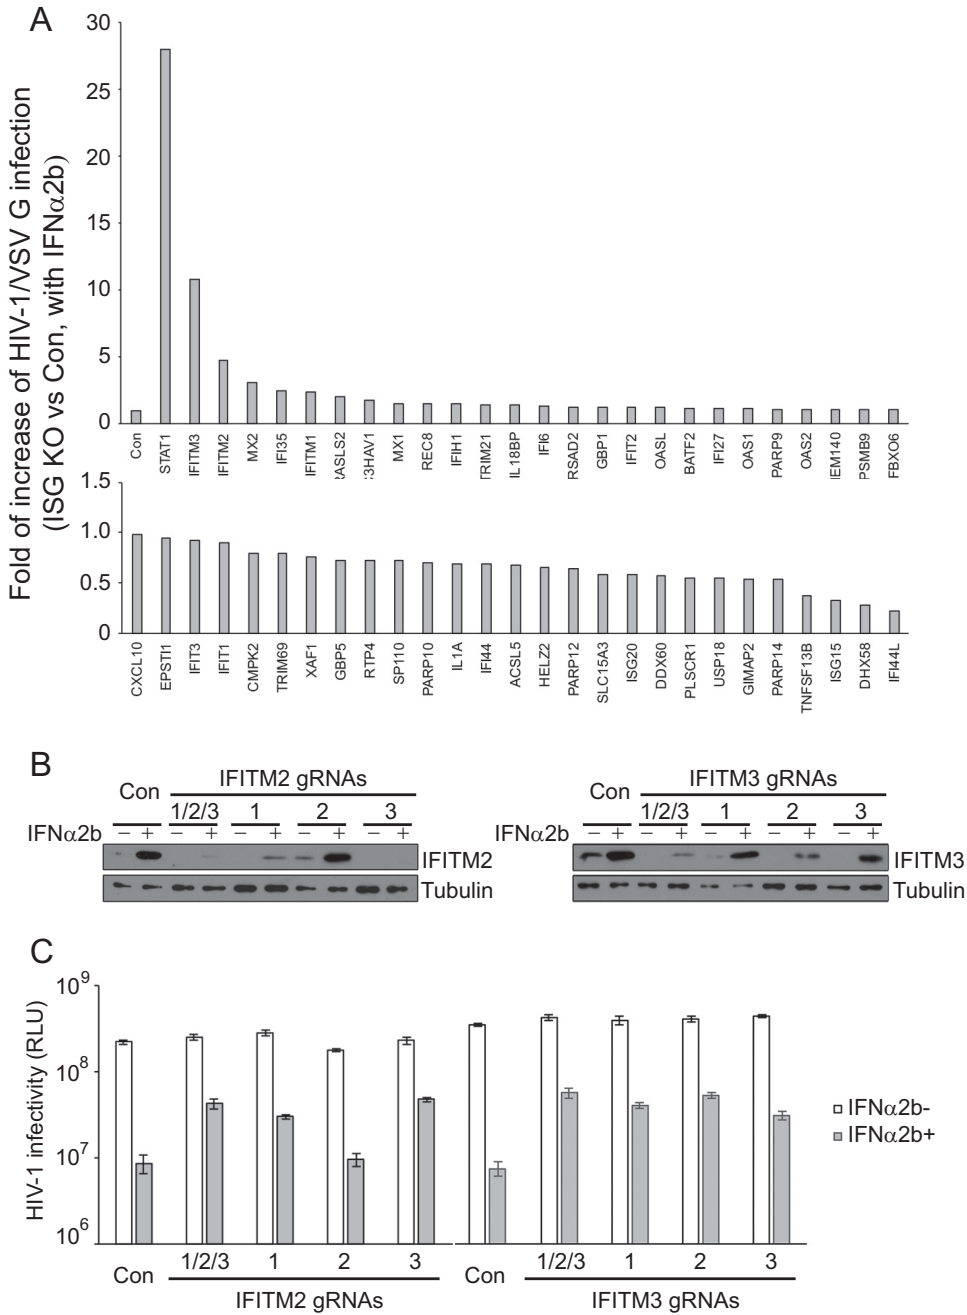 A
Fold of increase of HIV-1/VSV G infection
(ISG KO vs Con, with IFNα2b)
30
25
20
15
10
5
0
Con STAT1 IFITM3 IFITM2 MX2 IFI35 IFITM1 RASLS2 C3HAV1 MX1 REC8 IFIH1 TRIM21 IL18BP IFI6 RSAD2 GBP1 IFIT2 OASL BATF2 IFI27 OAS1 PARP9 OAS2 MEM140 PSMB9 FBXO6
1.5
1.0
0.5
0
CXCL10 EPSTI1 IFIT3 IFIT1 CMPK2 TRIM69 XAF1 GBP5 RTP4 SP110 PARP10 IL1A IFI44 ACSL5 HELZ2 PARP12 SLC15A3 ISG20 DDX60 PLSCR1 USP18 GIMAP2 PARP14 TNFSF13B ISG15 DHX58 IFI44L
B
IFITM2 gRNAs
Con 1/2/3 1 2 3
IFNα2b − + − + − + − + − +
IFITM2
Tubulin
IFITM3 gRNAs
Con 1/2/3 1 2 3
IFNα2b − + − + − + − + − +
IFITM3
Tubulin
C
HIV-1 infectivity (RLU)
10⁹
10⁸
10⁷
10⁶
IFNα2b-
IFNα2b+
Con 1/2/3 1 2 3 Con 1/2/3 1 2 3
IFITM2 gRNAs IFITM3 gRNAs